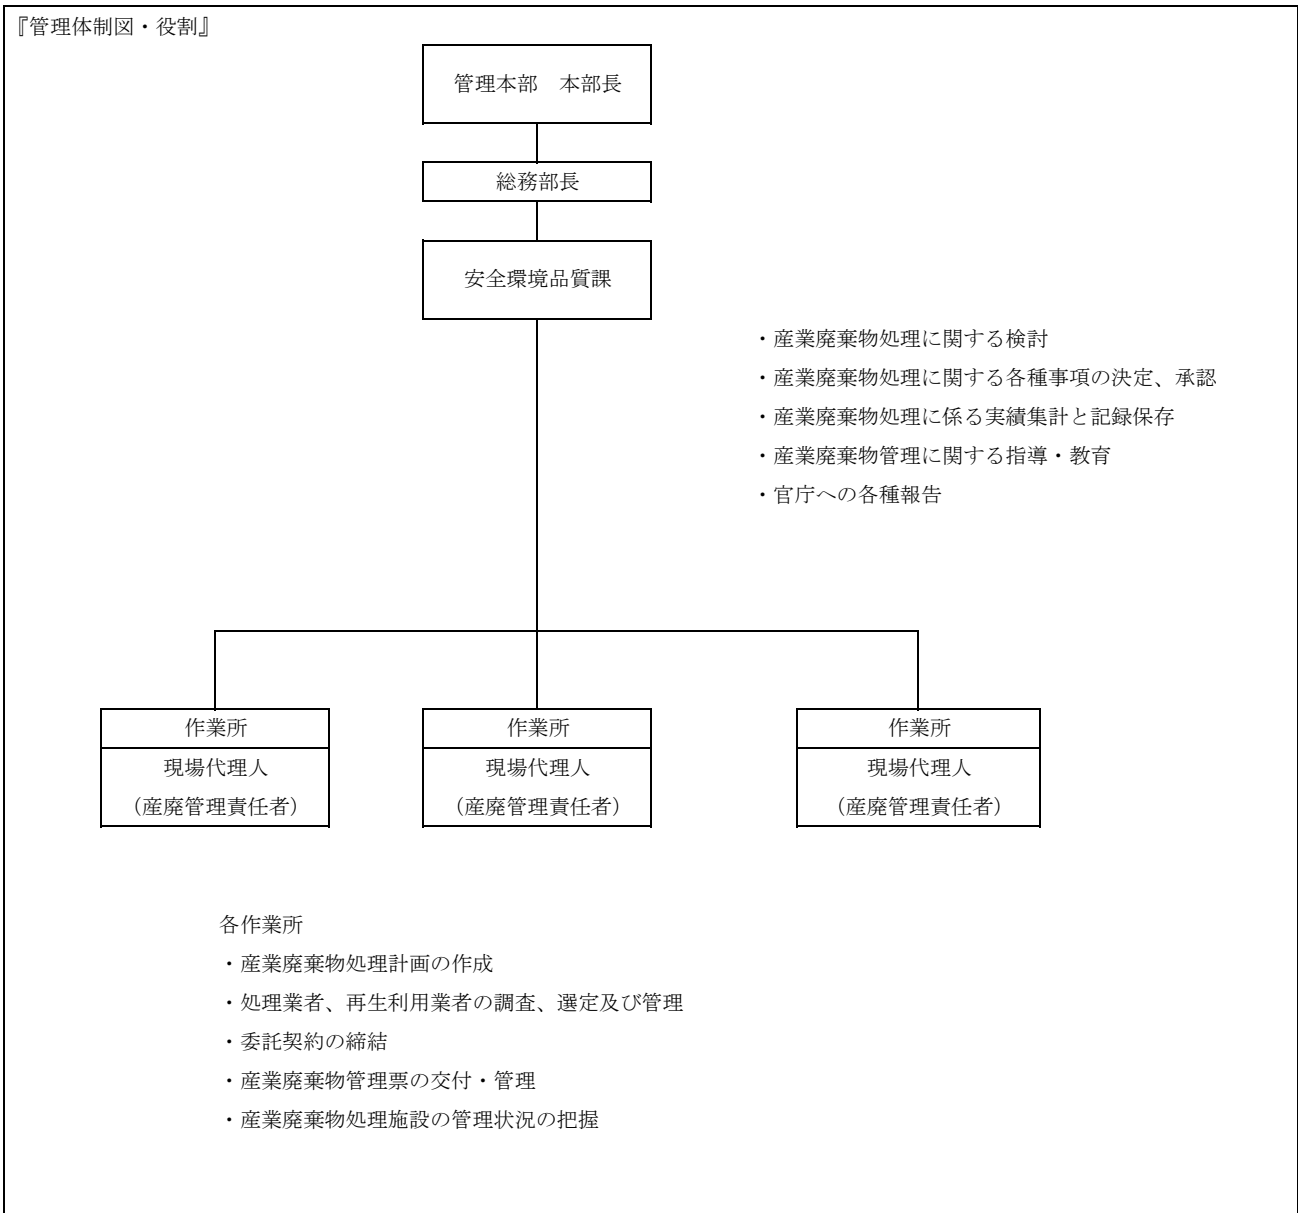 『管理体制図・役割』
管理本部　本部長
総務部長
安全環境品質課
・産業廃棄物処理に関する検討
・産業廃棄物処理に関する各種事項の決定、承認
・産業廃棄物処理に係る実績集計と記録保存
・産業廃棄物管理に関する指導・教育
・官庁への各種報告
作業所
現場代理人
（産廃管理責任者）
作業所
現場代理人
（産廃管理責任者）
作業所
現場代理人
（産廃管理責任者）
各作業所
・産業廃棄物処理計画の作成
・処理業者、再生利用業者の調査、選定及び管理
・委託契約の締結
・産業廃棄物管理票の交付・管理
・産業廃棄物処理施設の管理状況の把握